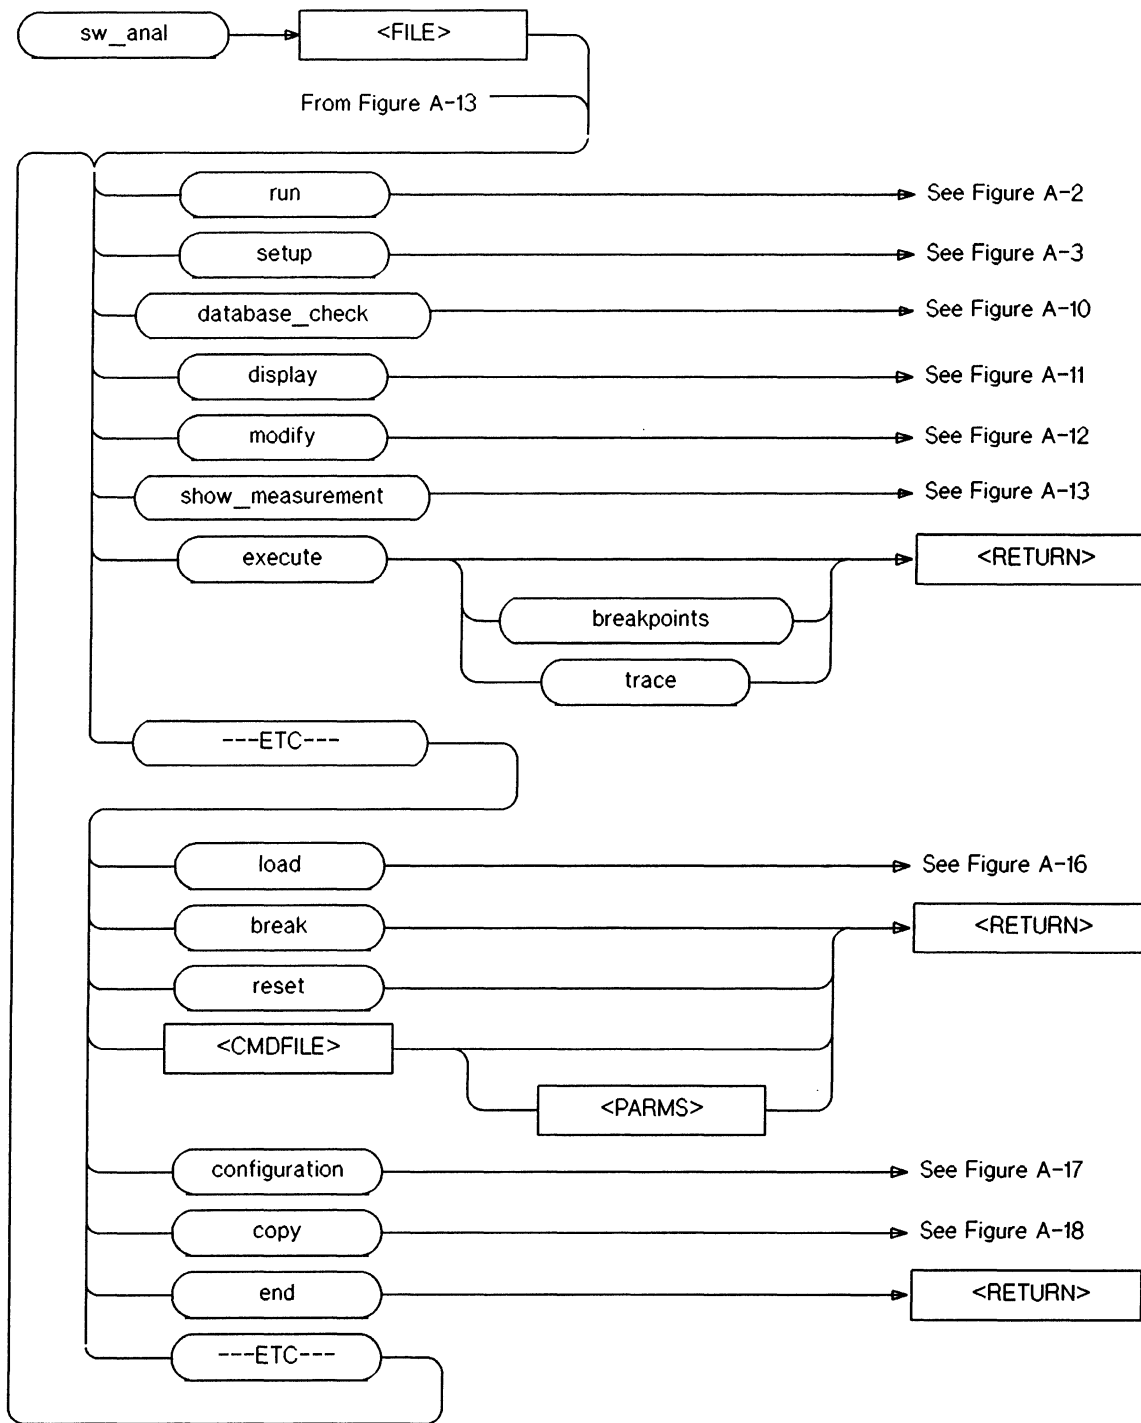 sw_anal <FILE>
From Figure A-13
run See Figure A-2
setup See Figure A-3
database_check See Figure A-10
display See Figure A-11
modify See Figure A-12
show_measurement See Figure A-13
execute <RETURN>
breakpoints
trace
---ETC---
load See Figure A-16
break <RETURN>
reset
<CMDFILE>
<PARMS>
configuration See Figure A-17
copy See Figure A-18
end <RETURN>
---ETC---